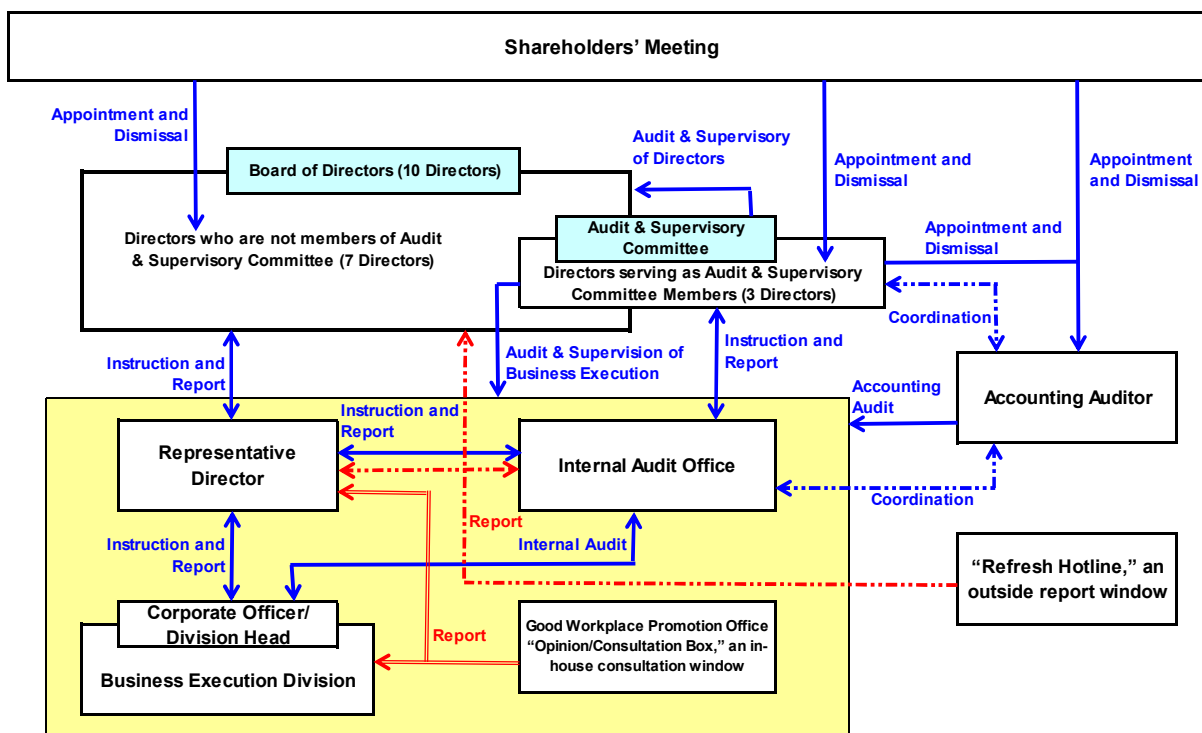 Shareholders’ Meeting
Appointment and
Dismissal
Audit & Supervisory
of Directors
Appointment and
Dismissal
Appointment
and Dismissal
Board of Directors (10 Directors)
Directors who are not members of Audit
& Supervisory Committee (7 Directors)
Audit & Supervisory
Committee
Directors serving as Audit & Supervisory
Committee Members (3 Directors)
Appointment and
Dismissal
Coordination
Instruction and
Report
Audit & Supervision of
Business Execution
Instruction and
Report
Accounting
Audit
Accounting Auditor
Representative
Director
Instruction and
Report
Internal Audit Office
Coordination
Report
Instruction and
Report
Internal Audit
“Refresh Hotline,” an
outside report window
Corporate Officer/
Division Head
Business Execution Division
Report
Good Workplace Promotion Office
“Opinion/Consultation Box,” an in-
house consultation window